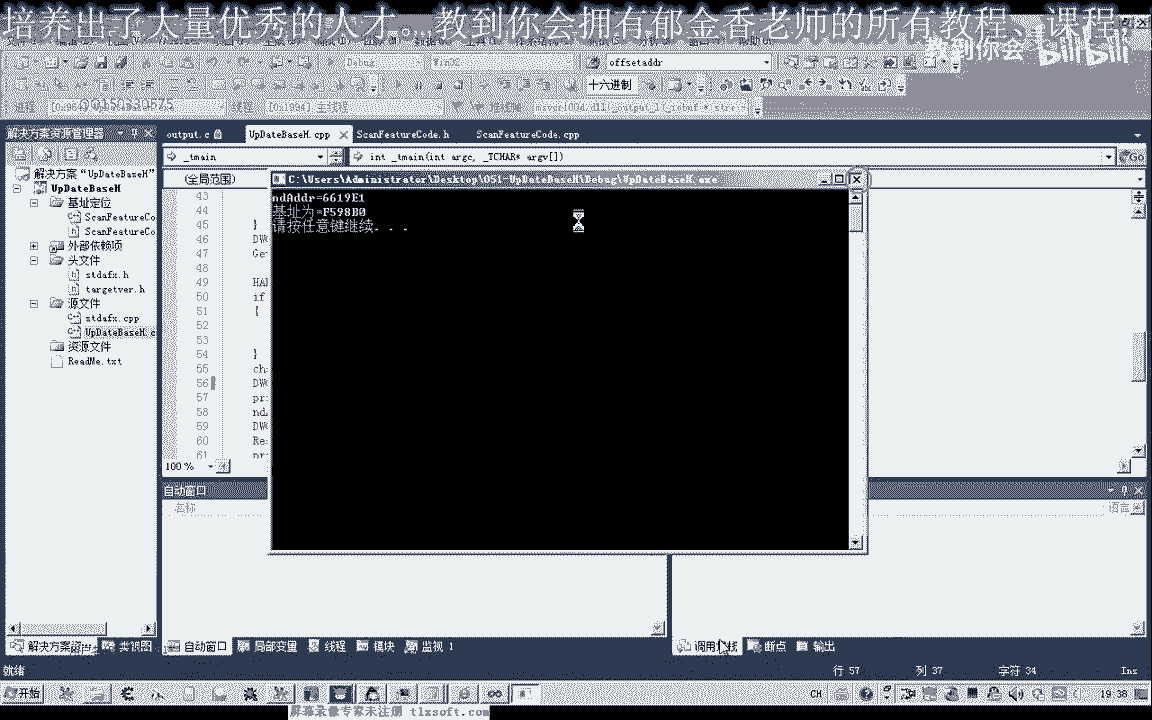 培养出了大量优秀的人才。教到你会拥有郁金香老师的所有教程、课程,
教到你会 bilibili
Debug
Win32
offsetaddr
十六进制
进程
线程
[0x1994] 主线程
output.c
UpDateBaseH.cpp
ScanFeatureCode.h
ScanFeatureCode.cpp
解决方案资源管理器
_tmain
int _tmain(int argc, _TCHAR* argv[])
Go
(全局范围)
解决方案"UpDateBaseH"
UpDateBaseH
基址定位
ScanFeatureCo
ScanFeatureCo
外部依赖项
头文件
stdafx.h
targetver.h
源文件
stdafx.cpp
UpDateBaseH.c
资源文件
ReadMe.txt
43
44
45 }
46 DW
47 Ge
48
49 HA
50 if
51 {
52
53
54 }
55 ch
56 DW
57 pr
58 nd
59 DW
60 Re
61 pr
100 %
C:\Users\Administrator\Desktop\051-UpDateBaseH\Debug\UpDateBaseH.exe
ndAddr=6619E1
基址为=F598B0
请按任意键继续. . .
自动窗口
名称
语言
解决方案资... 类视图
自动窗口 局部变量 线程 模块 监视 1
调用堆栈 断点 输出
就绪
行 57
列 37
字符 34
Ins
开始
CH
19:38
屏幕录像专家未注册 tlxsoft.com